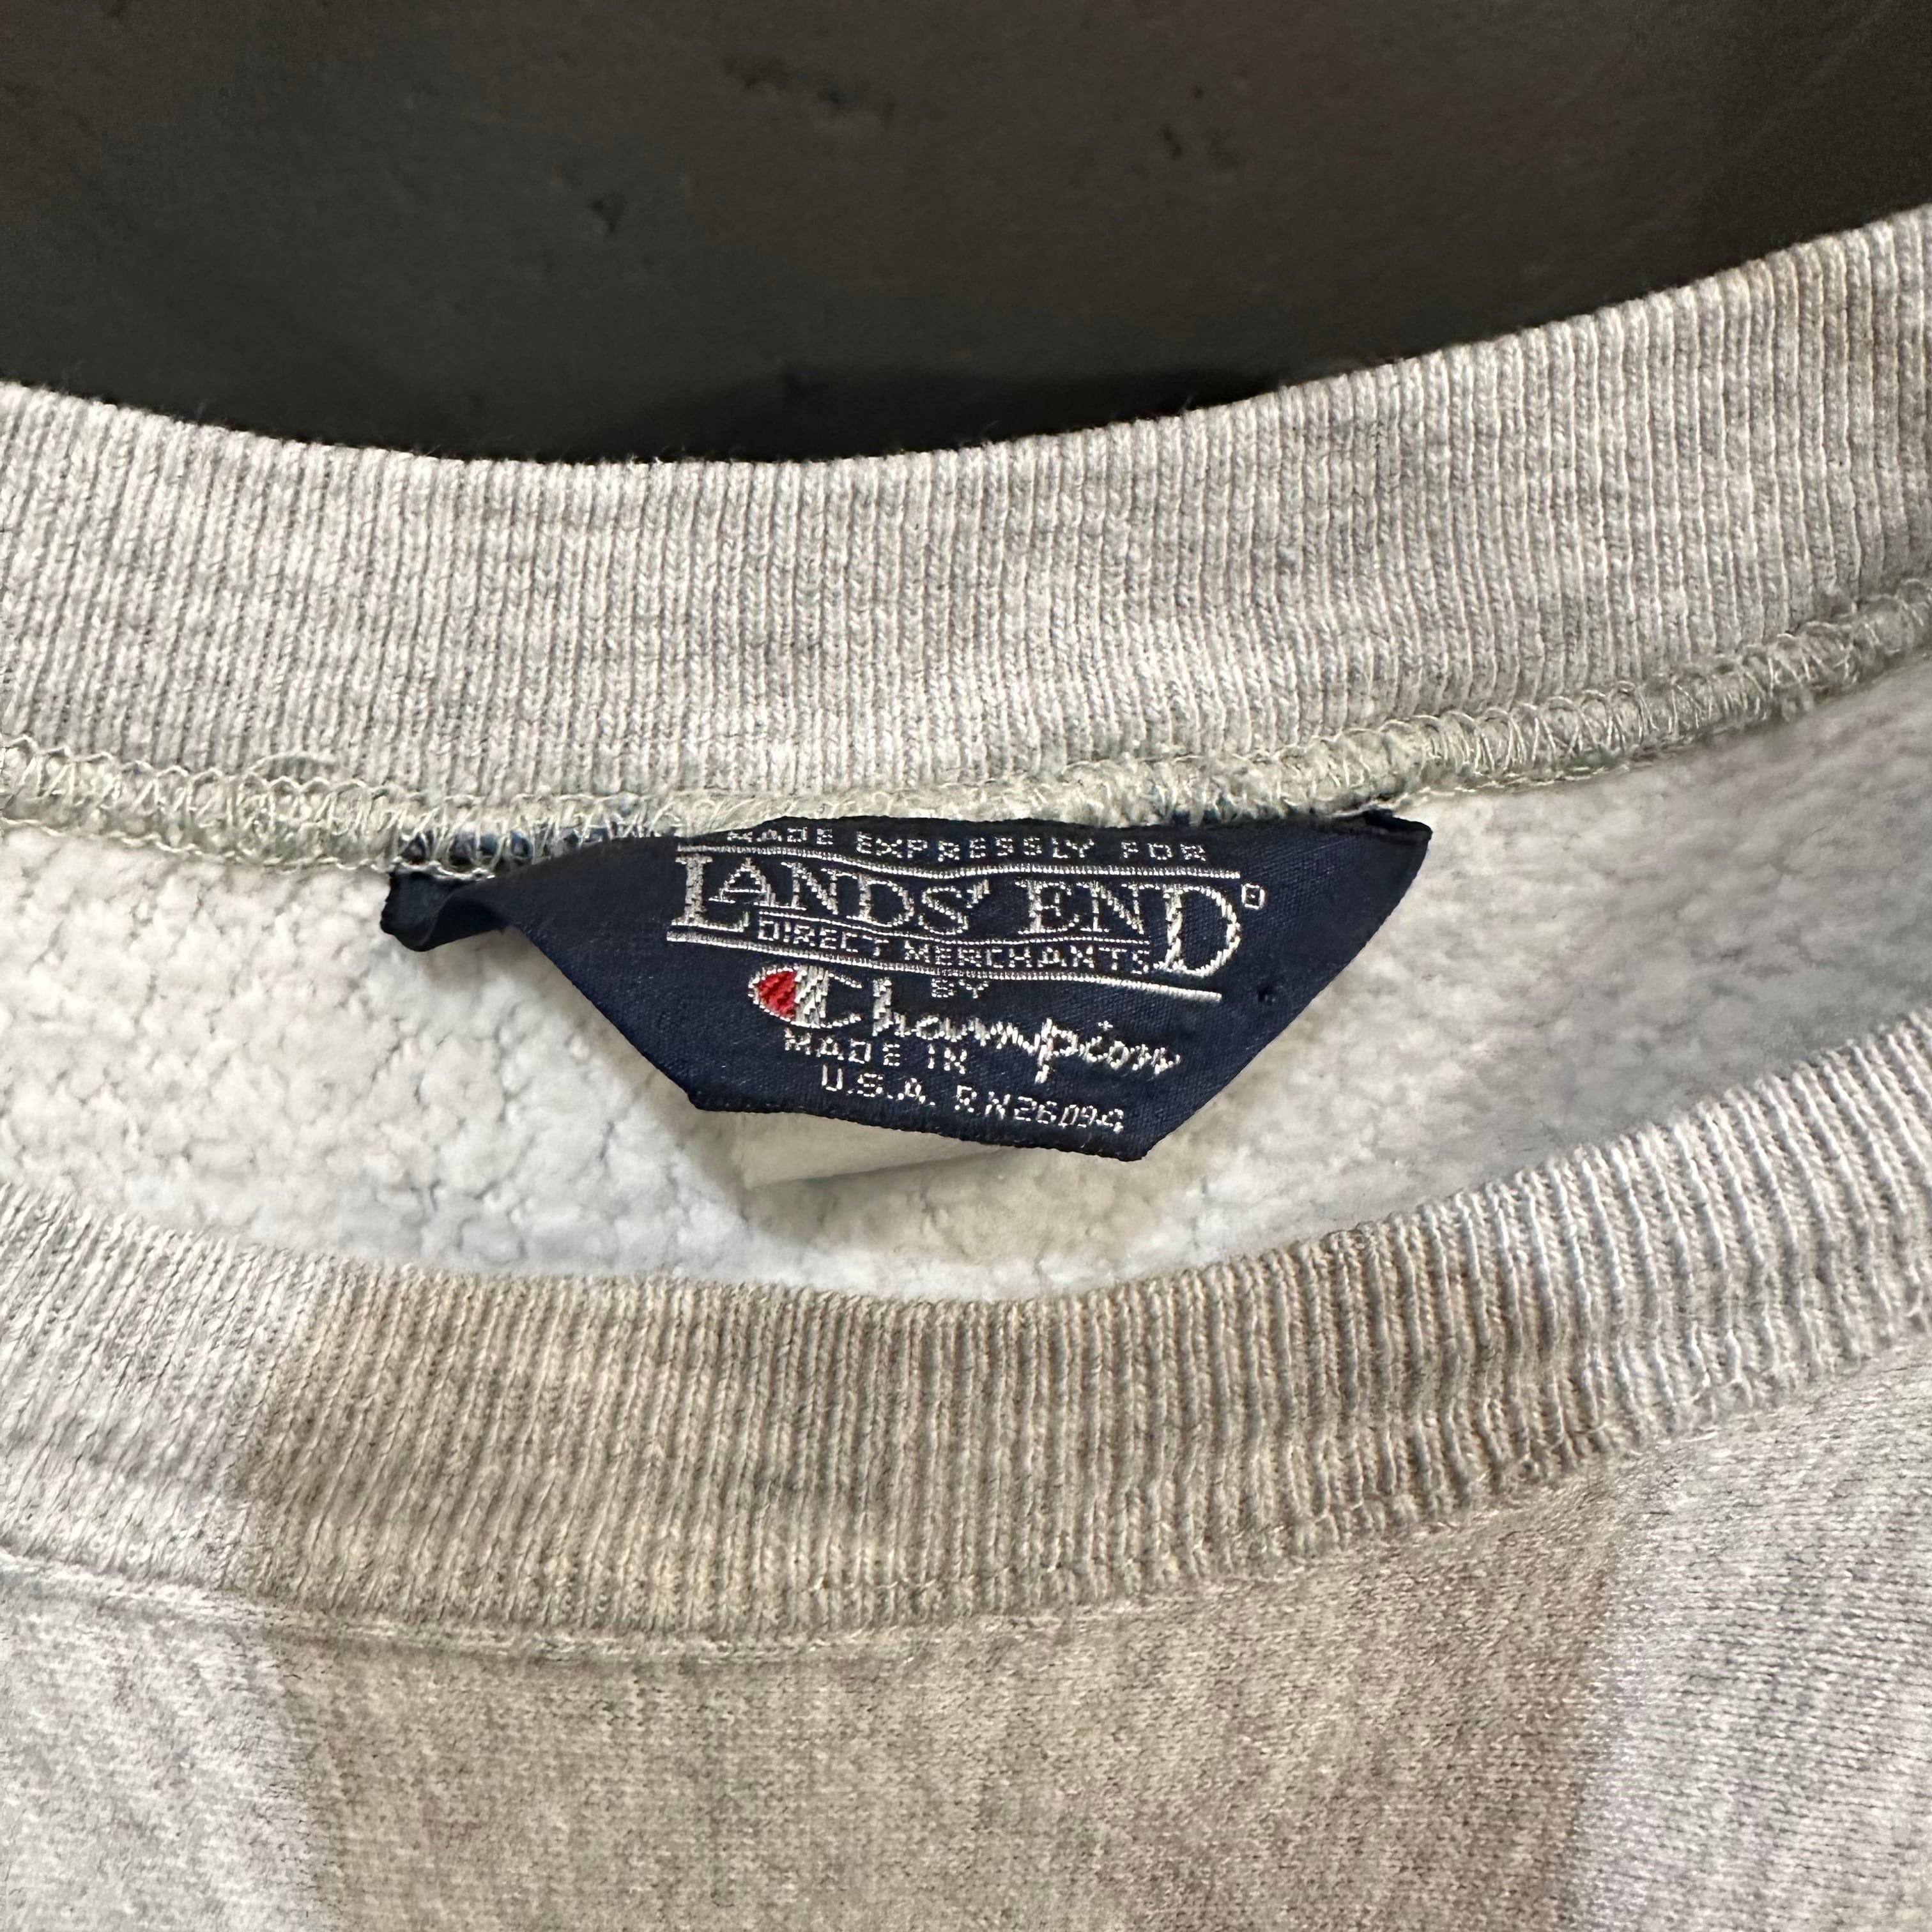 MADE EXPRESSLY FOR
LANDS' END®
DIRECT MERCHANTS
BY
Champion
MADE IN
U.S.A. RN26094